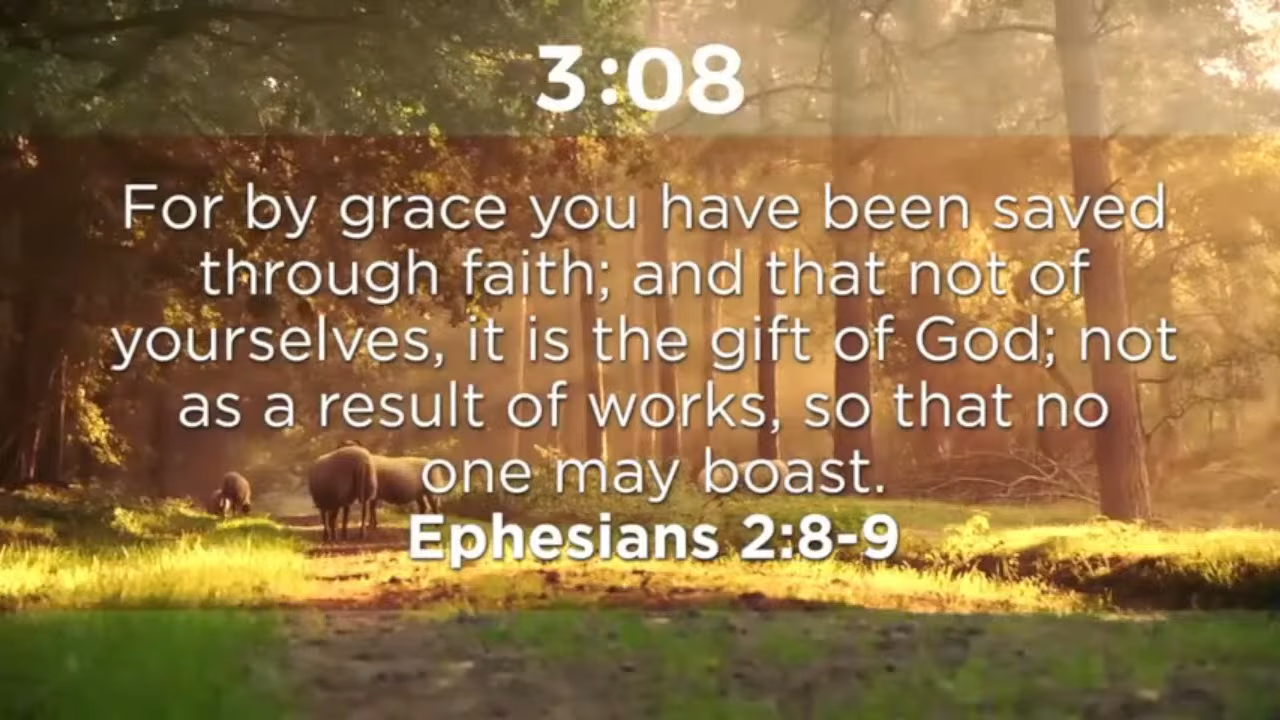 3:08
For by grace you have been saved
through faith; and that not of
yourselves, it is the gift of God; not
as a result of works, so that no
one may boast.
Ephesians 2:8-9